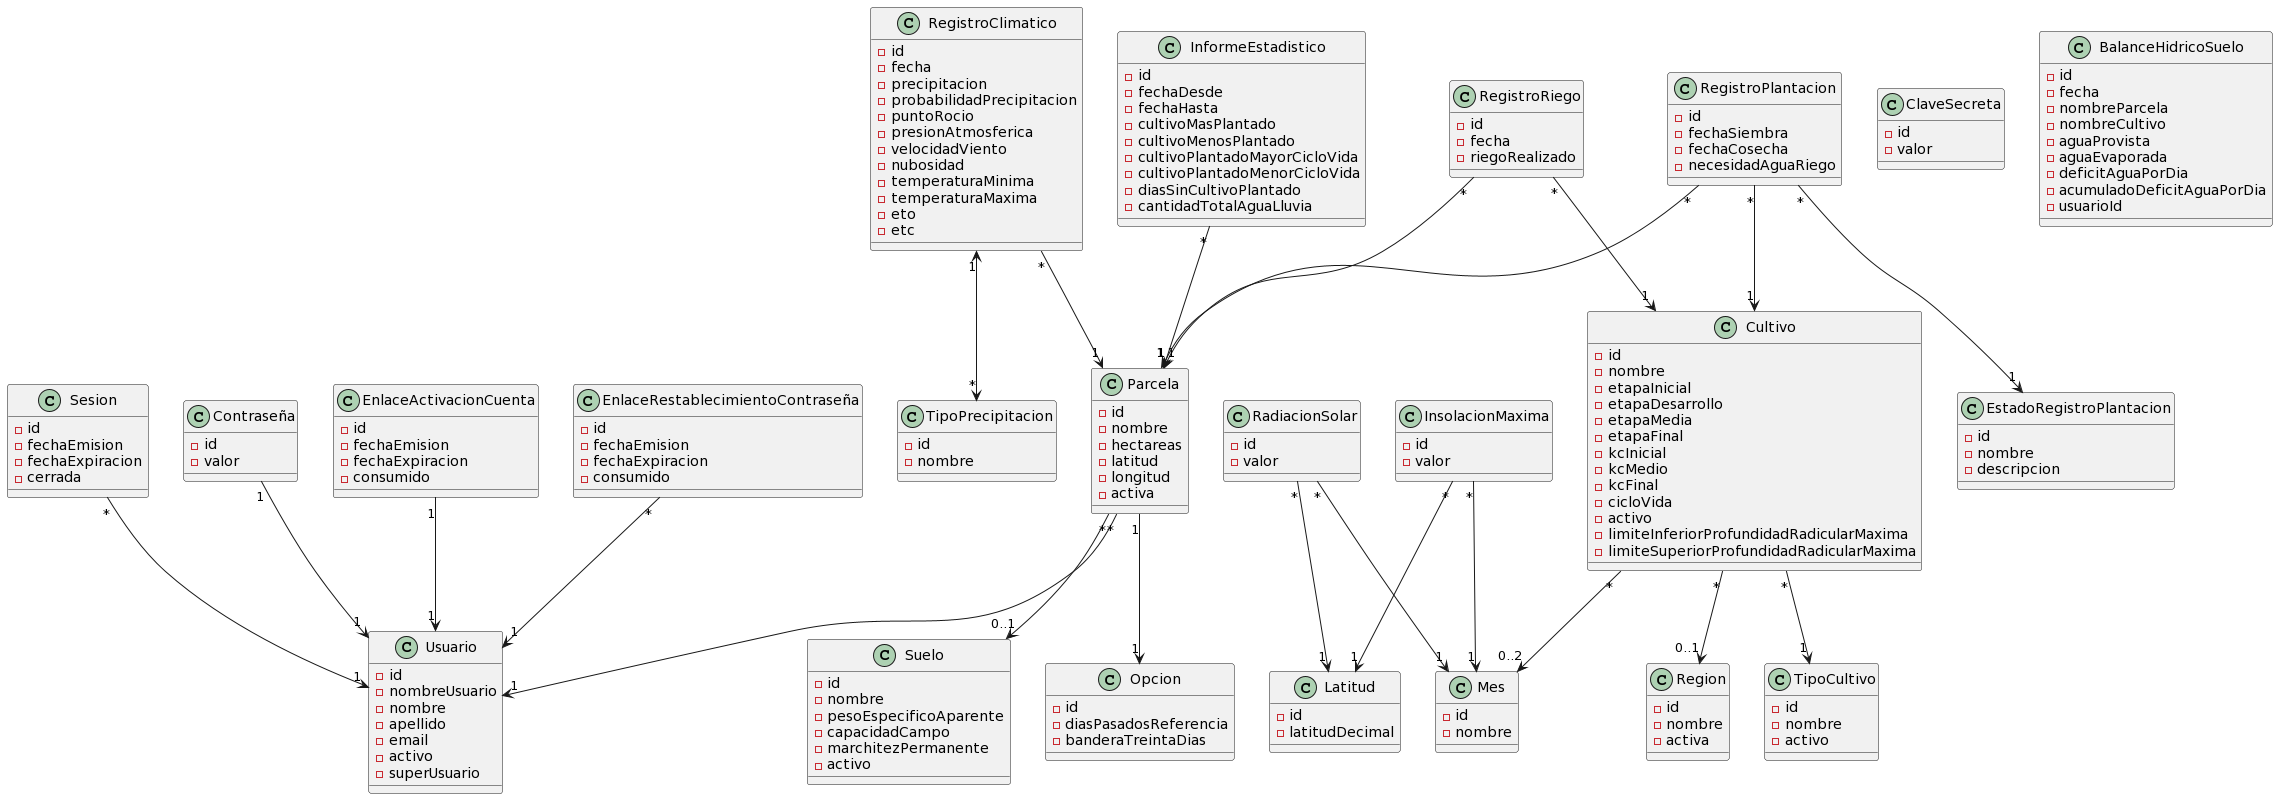 RegistroClimatico
id
fecha
precipitacion
probabilidadPrecipitacion
puntoRocio
presionAtmosferica
velocidadViento
nubosidad
temperaturaMinima
temperaturaMaxima
eto
etc
InformeEstadistico
id
fechaDesde
fechaHasta
cultivoMasPlantado
cultivoMenosPlantado
cultivoPlantadoMayorCicloVida
cultivoPlantadoMenorCicloVida
diasSinCultivoPlantado
cantidadTotalAguaLluvia
RegistroRiego
id
fecha
riegoRealizado
RegistroPlantacion
id
fechaSiembra
fechaCosecha
necesidadAguaRiego
ClaveSecreta
id
valor
BalanceHidricoSuelo
id
fecha
nombreParcela
nombreCultivo
aguaProvista
aguaEvaporada
deficitAguaPorDia
acumuladoDeficitAguaPorDia
usuarioId
* * * *
*
1 *
1 1
1
* 1 1 1 1 1
Sesion
id
fechaEmision
fechaExpiracion
cerrada
Contraseña
id
valor
EnlaceActivacionCuenta
id
fechaEmision
fechaExpiracion
consumido
EnlaceRestablecimientoContraseña
id
fechaEmision
fechaExpiracion
consumido
TipoPrecipitacion
id
nombre
Parcela
id
nombre
hectareas
latitud
longitud
activa
RadiacionSolar
id
valor
InsolacionMaxima
id
valor
Cultivo
id
nombre
etapaInicial
etapaDesarrollo
etapaMedia
etapaFinal
kcInicial
kcMedio
kcFinal
cicloVida
activo
limiteInferiorProfundidadRadicularMaxima
limiteSuperiorProfundidadRadicularMaxima
EstadoRegistroPlantacion
id
nombre
descripcion
1 * * * *
* 1 *
* * 1
* * *
1 1 1 0..1
1 1 1 1 1 0..2 0..1 1
1 1
Usuario
id
nombreUsuario
nombre
apellido
email
activo
superUsuario
Suelo
id
nombre
pesoEspecificoAparente
capacidadCampo
marchitezPermanente
activo
Opcion
id
diasPasadosReferencia
banderaTreintaDias
Latitud
id
latitudDecimal
Mes
id
nombre
Region
id
nombre
activa
TipoCultivo
id
nombre
activo